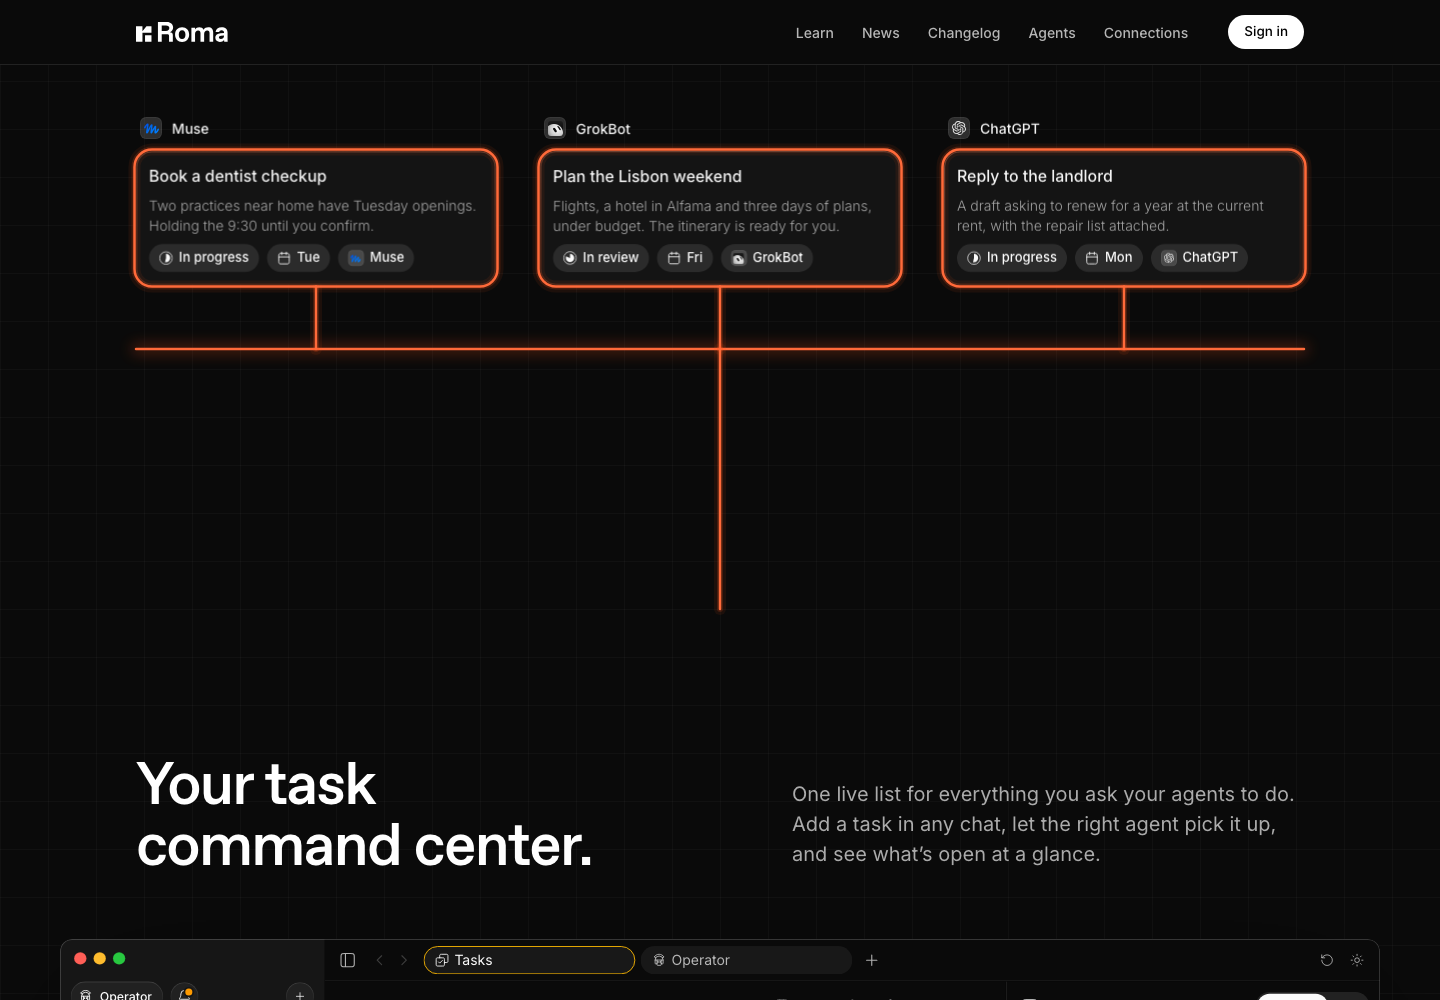 Roma
Learn News Changelog Agents Connections Sign in
Muse
Book a dentist checkup
Two practices near home have Tuesday openings.
Holding the 9:30 until you confirm.
In progress Tue Muse
GrokBot
Plan the Lisbon weekend
Flights, a hotel in Alfama and three days of plans,
under budget. The itinerary is ready for you.
In review Fri GrokBot
ChatGPT
Reply to the landlord
A draft asking to renew for a year at the current
rent, with the repair list attached.
In progress Mon ChatGPT
Your task
command center.
One live list for everything you ask your agents to do.
Add a task in any chat, let the right agent pick it up,
and see what’s open at a glance.
Tasks Operator
Operator